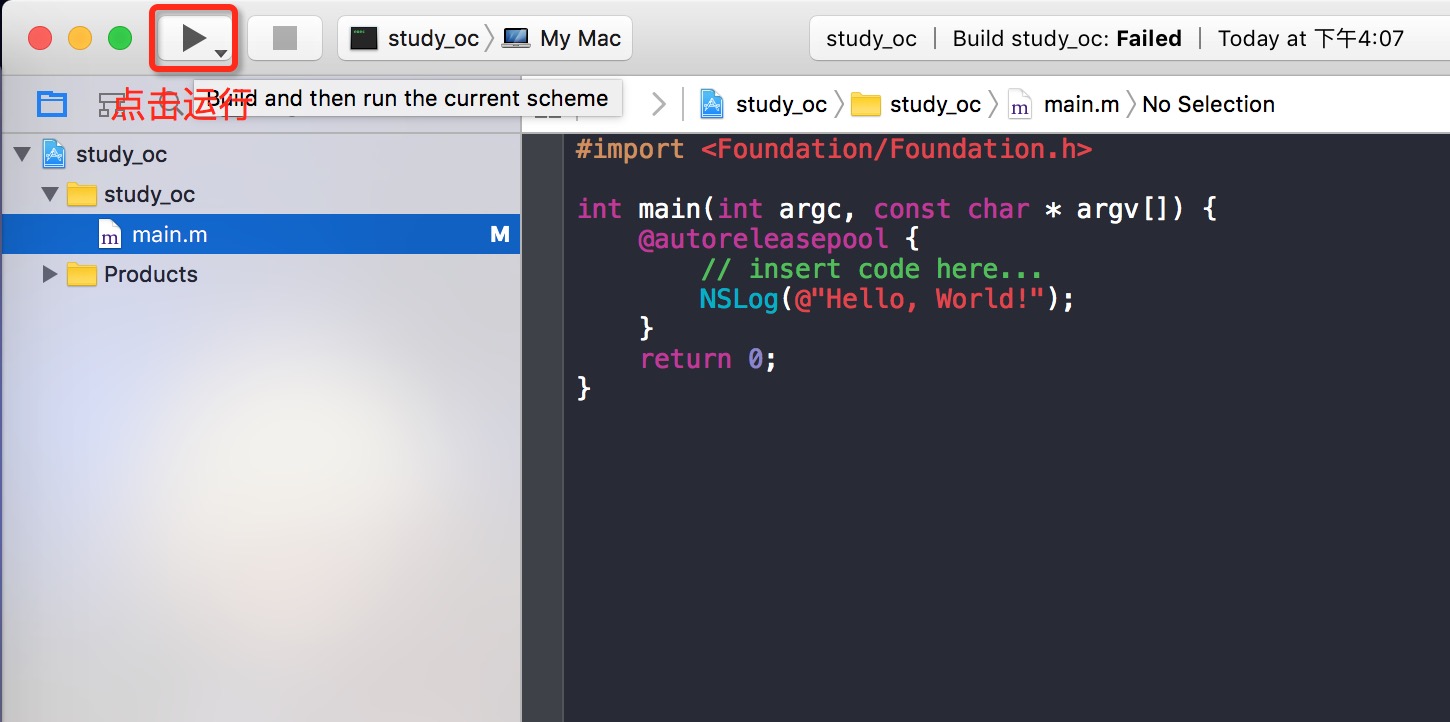 study_oc 〉 My Mac
study_oc | Build study_oc: Failed | Today at 下午4:07
点击运行
Build and then run the current scheme
study_oc 〉 study_oc 〉 m main.m 〉 No Selection
study_oc
study_oc
m main.m M
Products
#import <Foundation/Foundation.h>
int main(int argc, const char * argv[]) {
@autoreleasepool {
// insert code here...
NSLog(@"Hello, World!");
}
return 0;
}